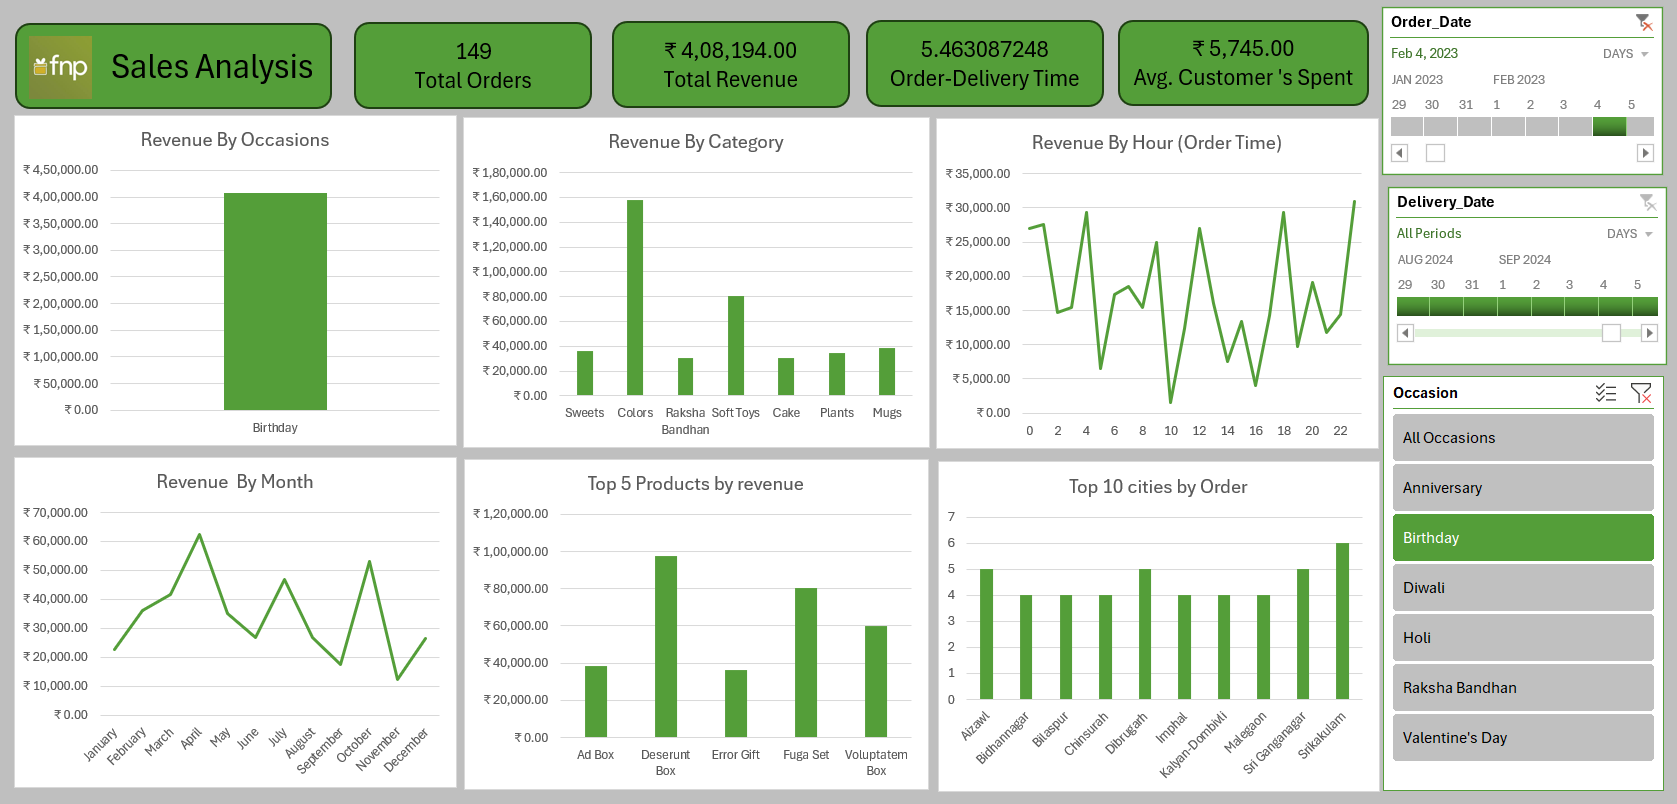 fnp
Sales Analysis
149
Total Orders
₹ 4,08,194.00
Total Revenue
5.463087248
Order-Delivery Time
₹ 5,745.00
Avg. Customer 's Spent
Order_Date
Feb 4, 2023
DAYS
JAN 2023 FEB 2023
29 30 31 1 2 3 4 5
Delivery_Date
All Periods
DAYS
AUG 2024 SEP 2024
29 30 31 1 2 3 4 5
Occasion
All Occasions
Anniversary
Birthday
Diwali
Holi
Raksha Bandhan
Valentine's Day
Revenue By Occasions
₹ 4,50,000.00
₹ 4,00,000.00
₹ 3,50,000.00
₹ 3,00,000.00
₹ 2,50,000.00
₹ 2,00,000.00
₹ 1,50,000.00
₹ 1,00,000.00
₹ 50,000.00
₹ 0.00
Birthday
Revenue By Category
₹ 1,80,000.00
₹ 1,60,000.00
₹ 1,40,000.00
₹ 1,20,000.00
₹ 1,00,000.00
₹ 80,000.00
₹ 60,000.00
₹ 40,000.00
₹ 20,000.00
₹ 0.00
Sweets Colors Raksha Soft Toys Cake Plants Mugs
Bandhan
Revenue By Hour (Order Time)
₹ 35,000.00
₹ 30,000.00
₹ 25,000.00
₹ 20,000.00
₹ 15,000.00
₹ 10,000.00
₹ 5,000.00
₹ 0.00
0 2 4 6 8 10 12 14 16 18 20 22
Revenue By Month
₹ 70,000.00
₹ 60,000.00
₹ 50,000.00
₹ 40,000.00
₹ 30,000.00
₹ 20,000.00
₹ 10,000.00
₹ 0.00
January February March April May June July August September October November December
Top 5 Products by revenue
₹ 1,20,000.00
₹ 1,00,000.00
₹ 80,000.00
₹ 60,000.00
₹ 40,000.00
₹ 20,000.00
₹ 0.00
Ad Box Deserunt Error Gift Fuga Set Voluptatem
Box Box
Top 10 cities by Order
7
6
5
4
3
2
1
0
Aizawl Bidhannagar Bilaspur Chinsurah Dibrugarh Imphal Kalyan-Dombivli Malegaon Sri Ganganagar Srikakulam